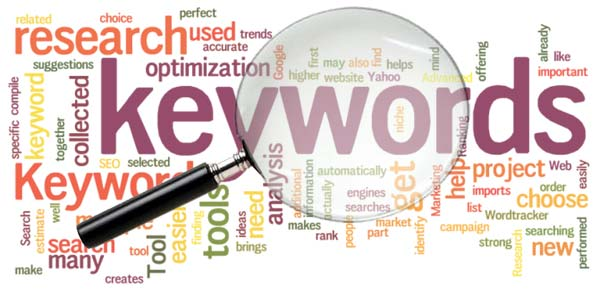 related
choice
perfect
research
used
trends
accurate
suggestions
optimization
Google
higher
first
may
also
find
helps
website
Yahoo
mind
Advanced
offering
already
like
important
specific
compile
keyword
together
collected
keywords
niche
Ranking
SEO
selected
Keyword
analysis
additional
information
actually
automatically
engines
searches
get
Marketing
help
project
Web
easily
imports
order
list
choose
Wordtracker
Search
well
estimate
search
many
make
creates
tool
Tool
easier
finding
tools
need
ideas
brings
makes
rank
people
market
part
identify
campaign
strong
Research
searching
new
performed